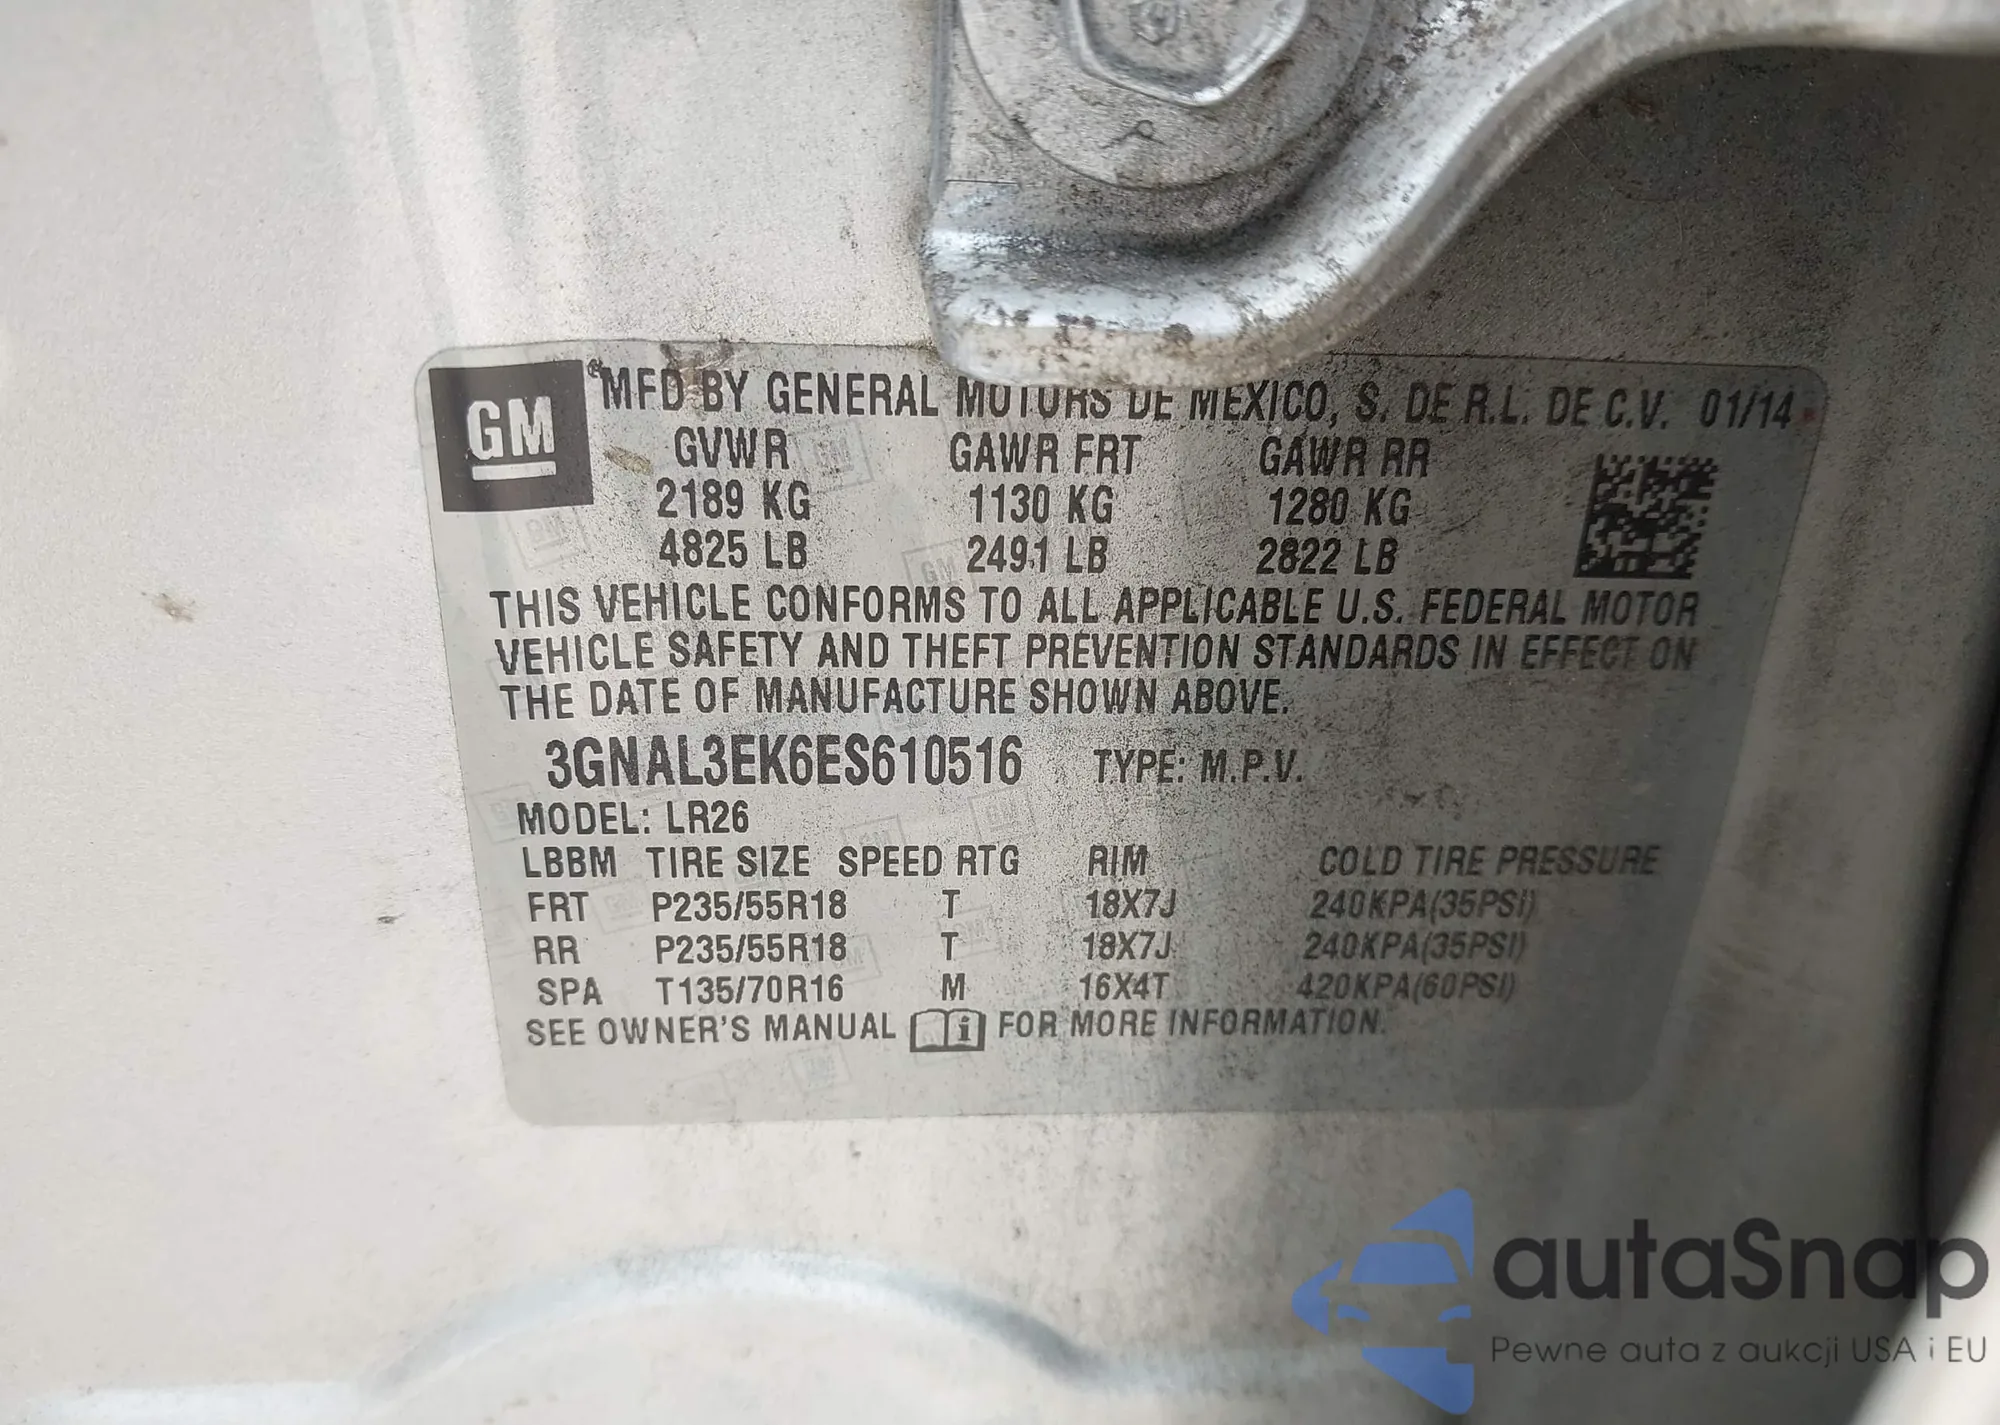 GM
MFD BY GENERAL MOTORS DE MEXICO, S. DE R.L. DE C.V. 01/14
GVWR GAWR FRT GAWR RR
2189 KG 1130 KG 1280 KG
4825 LB 2491 LB 2822 LB
THIS VEHICLE CONFORMS TO ALL APPLICABLE U.S. FEDERAL MOTOR
VEHICLE SAFETY AND THEFT PREVENTION STANDARDS IN EFFECT ON
THE DATE OF MANUFACTURE SHOWN ABOVE.
3GNAL3EK6ES610516 TYPE: M.P.V.
MODEL: LR26
LBBM TIRE SIZE SPEED RTG RIM COLD TIRE PRESSURE
FRT P235/55R18 T 18X7J 240KPA(35PSI)
RR P235/55R18 T 18X7J 240KPA(35PSI)
SPA T135/70R16 M 16X4T 420KPA(60PSI)
SEE OWNER'S MANUAL i FOR MORE INFORMATION.
autaSnap
Pewne auta z aukcji USA i EU